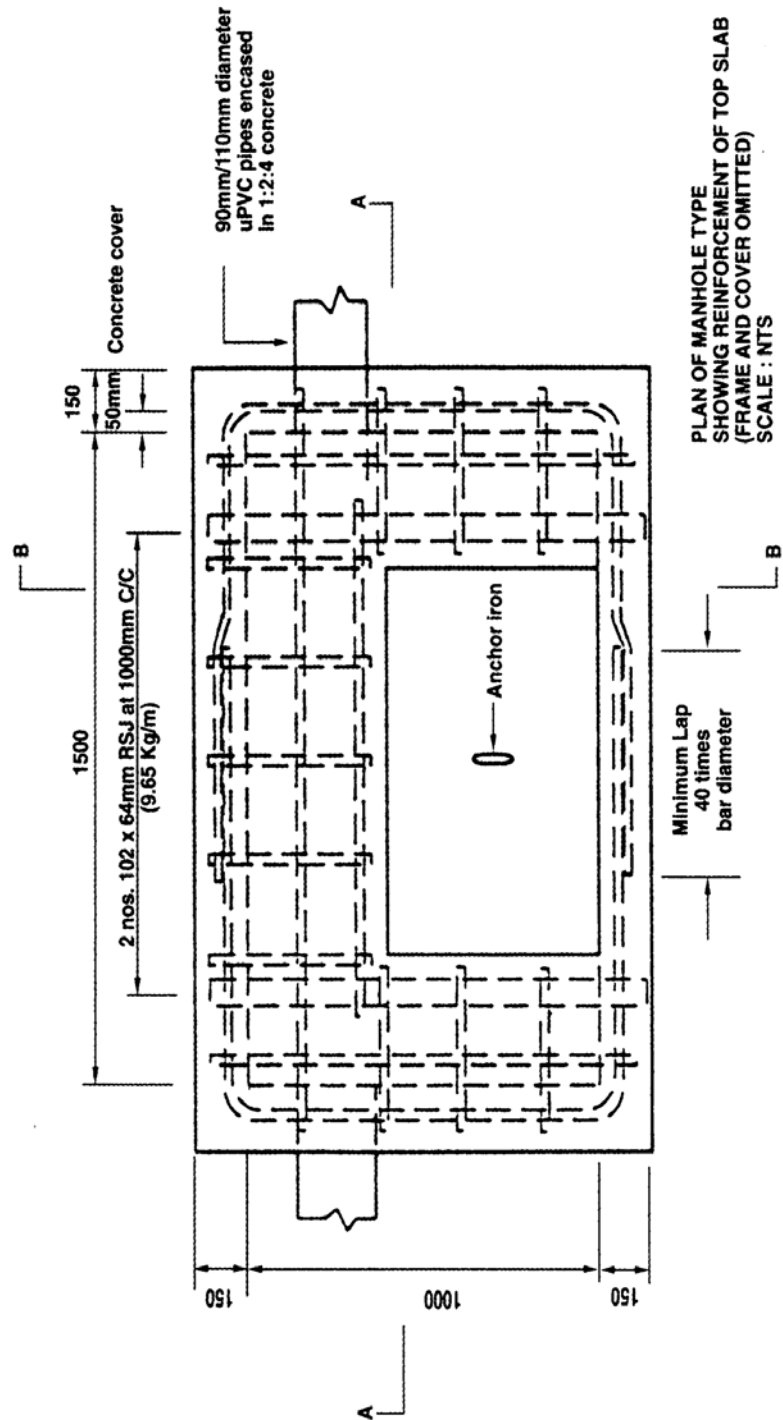 B
1500
2 nos. 102 x 64mm RSJ at 1000mm C/C
(9.65 Kg/m)
150
50mm
Concrete cover
90mm/110mm diameter
uPVC pipes encased
in 1:2:4 concrete
A
150
1000
150
A
Anchor iron
Minimum Lap
40 times
bar diameter
B
PLAN OF MANHOLE TYPE
SHOWING REINFORCEMENT OF TOP SLAB
(FRAME AND COVER OMITTED)
SCALE : NTS